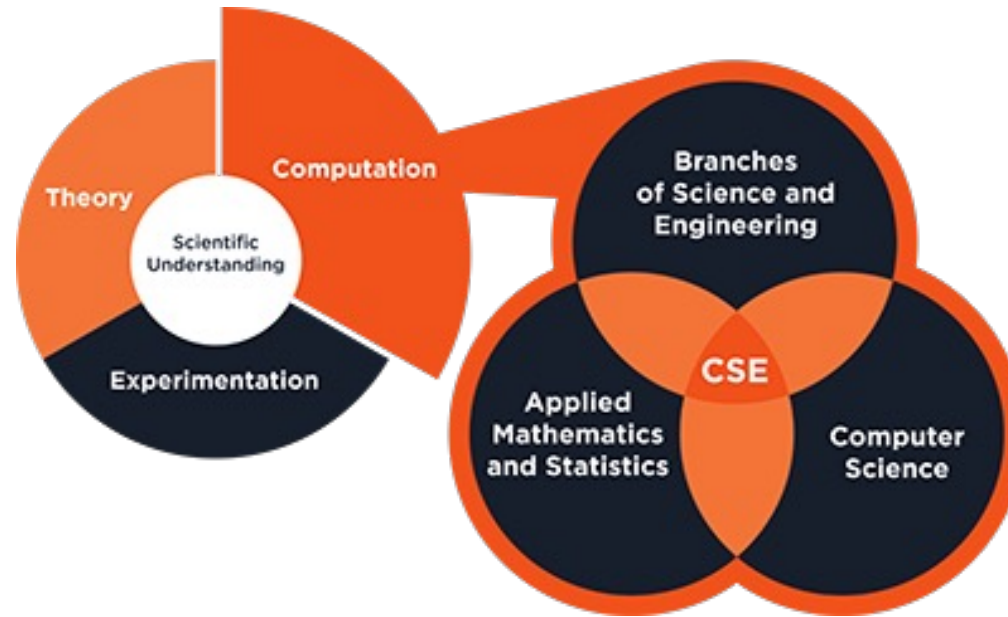 Theory
Computation
Scientific
Understanding
Experimentation
Branches
of Science and
Engineering
CSE
Applied
Mathematics
and Statistics
Computer
Science